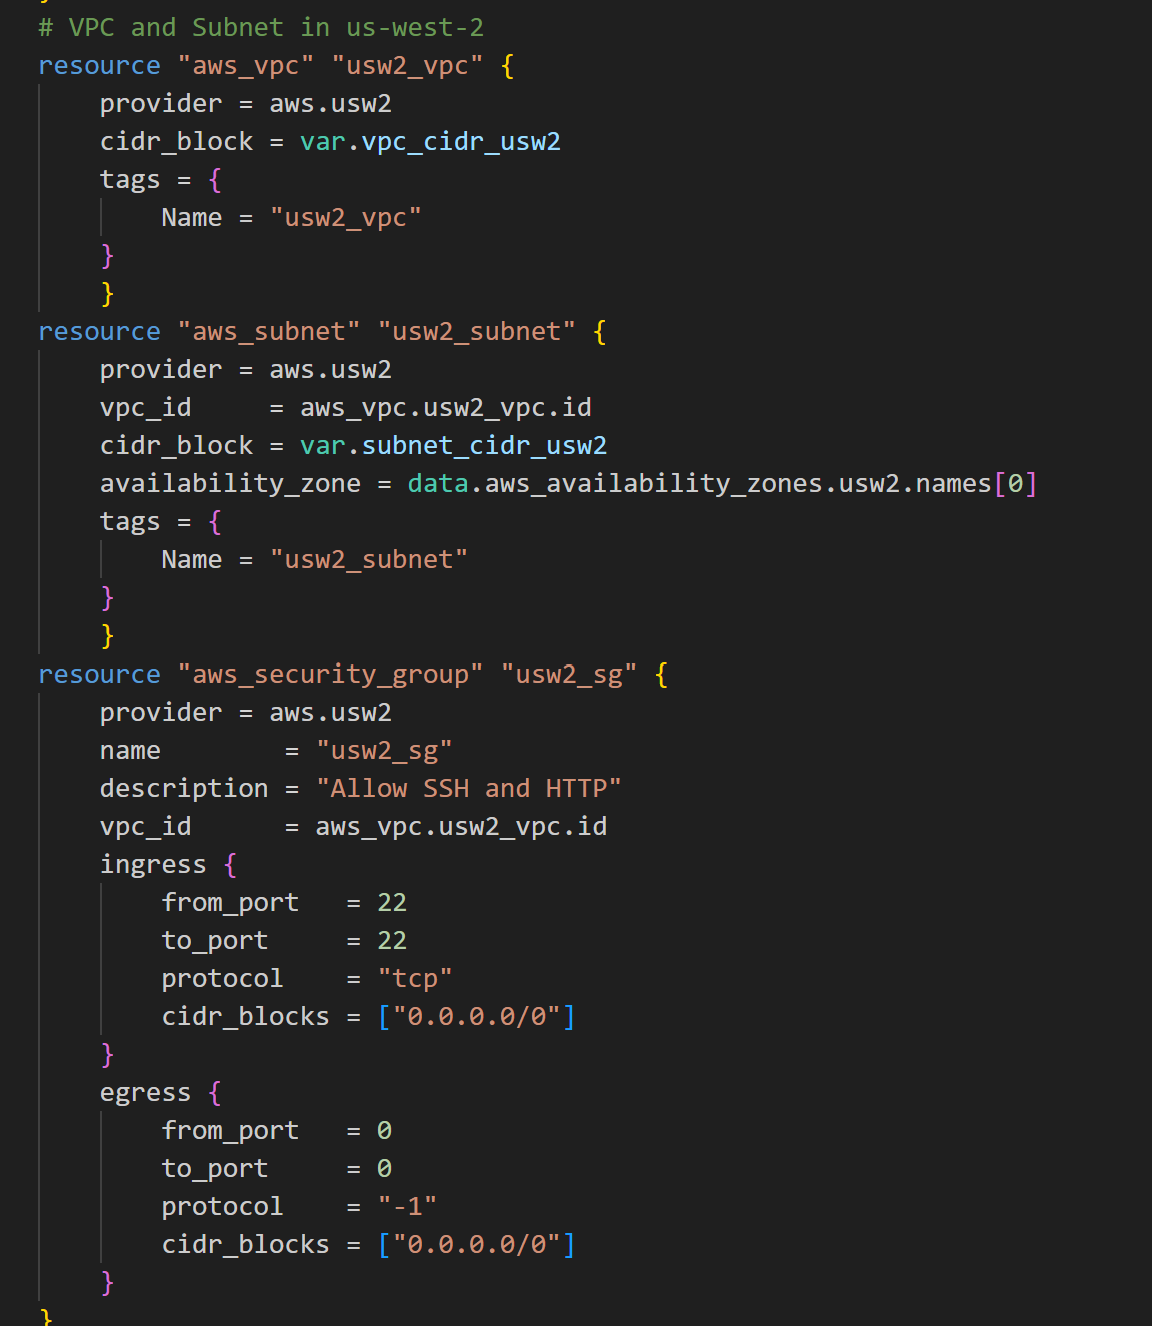 # VPC and Subnet in us-west-2
resource "aws_vpc" "usw2_vpc" {
    provider = aws.usw2
    cidr_block = var.vpc_cidr_usw2
    tags = {
        Name = "usw2_vpc"
    }
    }
resource "aws_subnet" "usw2_subnet" {
    provider = aws.usw2
    vpc_id     = aws_vpc.usw2_vpc.id
    cidr_block = var.subnet_cidr_usw2
    availability_zone = data.aws_availability_zones.usw2.names[0]
    tags = {
        Name = "usw2_subnet"
    }
    }
resource "aws_security_group" "usw2_sg" {
    provider = aws.usw2
    name        = "usw2_sg"
    description = "Allow SSH and HTTP"
    vpc_id      = aws_vpc.usw2_vpc.id
    ingress {
        from_port   = 22
        to_port     = 22
        protocol    = "tcp"
        cidr_blocks = ["0.0.0.0/0"]
    }
    egress {
        from_port   = 0
        to_port     = 0
        protocol    = "-1"
        cidr_blocks = ["0.0.0.0/0"]
    }
}